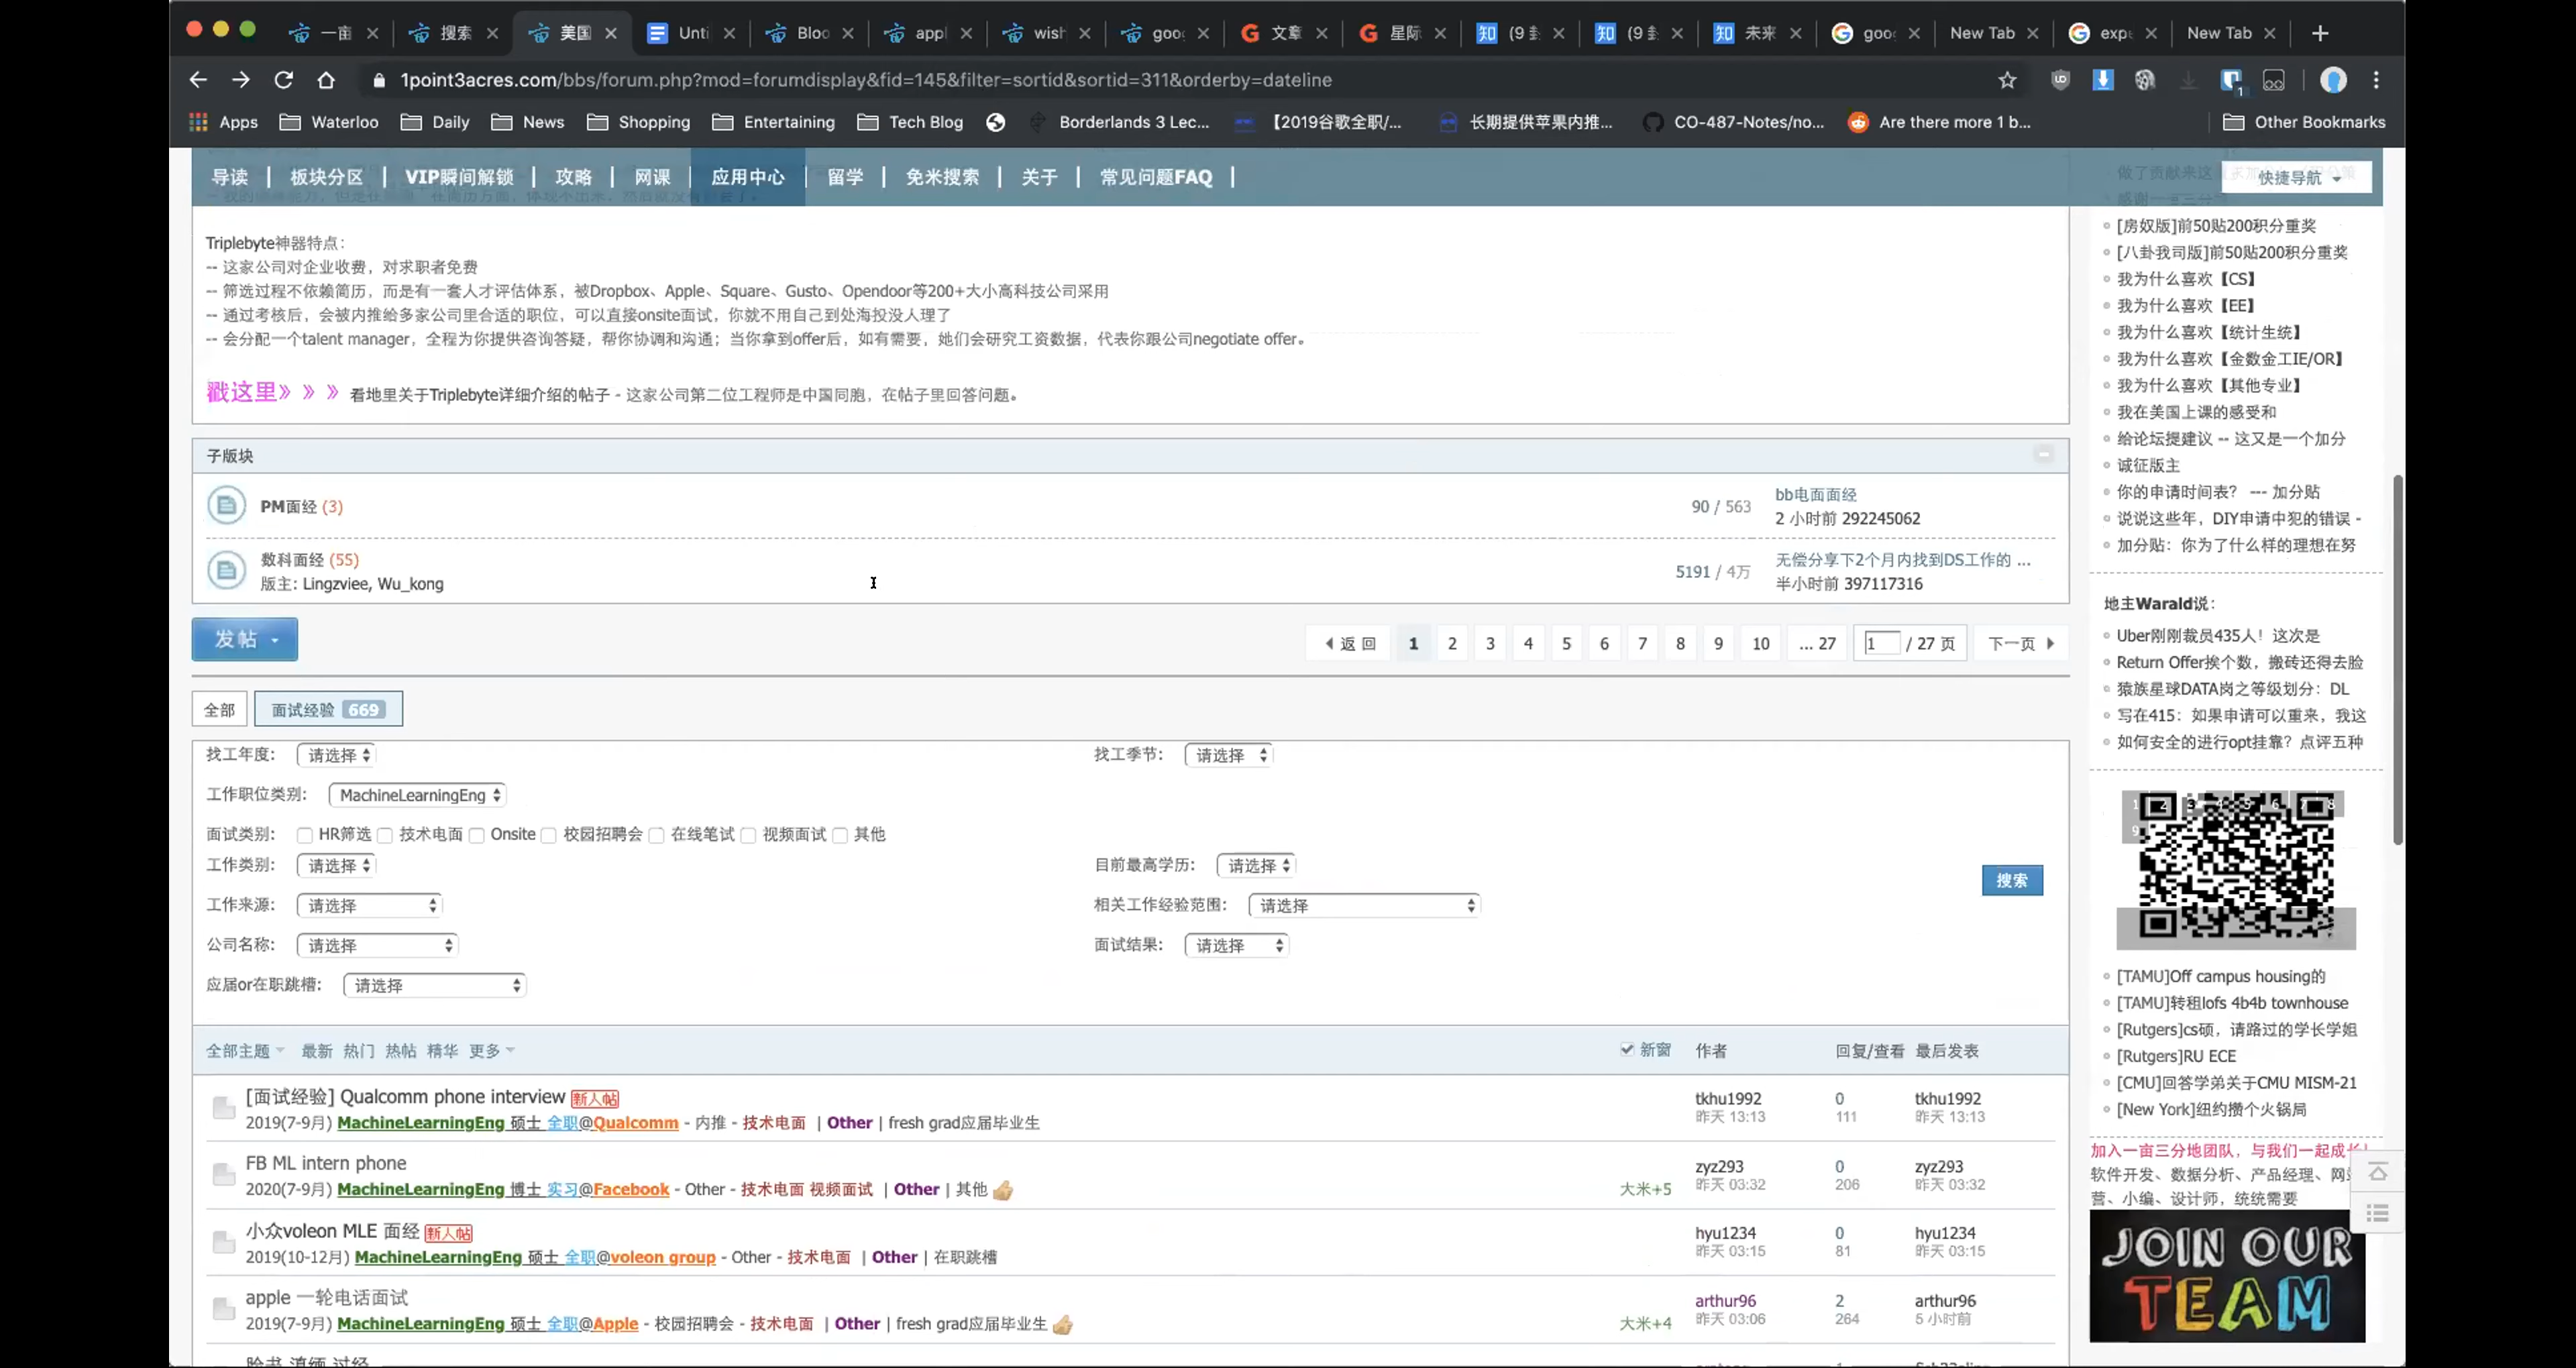 一亩
搜索
美国
Unti
Bloo
appl
wish
goog
文章
星际
(9 封
(9 封
未来
goo
New Tab
expe
New Tab
1point3acres.com/bbs/forum.php?mod=forumdisplay&fid=145&filter=sortid&sortid=311&orderby=dateline
Apps Waterloo Daily News Shopping Entertaining Tech Blog Borderlands 3 Lec... 【2019谷歌全职/... 长期提供苹果内推... CO-487-Notes/no... Are there more 1 b... Other Bookmarks
导读 | 板块分区 | VIP瞬间解锁 | 攻略 | 网课 | 应用中心 | 留学 | 免米搜索 | 关于 | 常见问题FAQ |
快捷导航
Triplebyte神器特点：
-- 这家公司对企业收费，对求职者免费
-- 筛选过程不依赖简历，而是有一套人才评估体系，被Dropbox、Apple、Square、Gusto、Opendoor等200+大小高科技公司采用
-- 通过考核后，会被内推给多家公司里合适的职位，可以直接onsite面试，你就不用自己到处海投没人理了
-- 会分配一个talent manager，全程为你提供咨询答疑，帮你协调和沟通；当你拿到offer后，如有需要，她们会研究工资数据，代表你跟公司negotiate offer。
戳这里》 》 》 看地里关于Triplebyte详细介绍的帖子 - 这家公司第二位工程师是中国同胞，在帖子里回答问题。
子版块
PM面经 (3)
90 / 563
bb电面面经
2 小时前 292245062
数科面经 (55)
版主: Lingzviee, Wu_kong
5191 / 4万
无偿分享下2个月内找到DS工作的 ...
半小时前 397117316
发帖
返 回 1 2 3 4 5 6 7 8 9 10 ... 27 1 / 27 页 下一页
全部 面试经验 669
找工年度: 请选择 找工季节: 请选择
工作职位类别: MachineLearningEng
面试类别: HR筛选 技术电面 Onsite 校园招聘会 在线笔试 视频面试 其他
工作类别: 请选择 目前最高学历: 请选择
搜索
工作来源: 请选择 相关工作经验范围: 请选择
公司名称: 请选择 面试结果: 请选择
应届or在职跳槽: 请选择
全部主题 最新 热门 热帖 精华 更多 新窗 作者 回复/查看 最后发表
[面试经验] Qualcomm phone interview 新人帖
2019(7-9月) MachineLearningEng 硕士 全职@Qualcomm - 内推 - 技术电面 | Other | fresh grad应届毕业生
tkhu1992 0 tkhu1992
昨天 13:13 111 昨天 13:13
FB ML intern phone
2020(7-9月) MachineLearningEng 博士 实习@Facebook - Other - 技术电面 视频面试 | Other | 其他
大米+5
zyz293 0 zyz293
昨天 03:32 206 昨天 03:32
小众voleon MLE 面经 新人帖
2019(10-12月) MachineLearningEng 硕士 全职@voleon group - Other - 技术电面 | Other | 在职跳槽
hyu1234 0 hyu1234
昨天 03:15 81 昨天 03:15
apple 一轮电话面试
2019(7-9月) MachineLearningEng 硕士 全职@Apple - 校园招聘会 - 技术电面 | Other | fresh grad应届毕业生
大米+4
arthur96 2 arthur96
昨天 03:06 264 5 小时前
[房奴版]前50贴200积分重奖
[八卦我司版]前50贴200积分重奖
我为什么喜欢【CS】
我为什么喜欢【EE】
我为什么喜欢【统计生统】
我为什么喜欢【金数金工IE/OR】
我为什么喜欢【其他专业】
我在美国上课的感受和
给论坛提建议 -- 这又是一个加分
诚征版主
你的申请时间表？ --- 加分贴
说说这些年，DIY申请中犯的错误 -
加分贴：你为了什么样的理想在努
地主Warald说：
Uber刚刚裁员435人！这次是
Return Offer挨个数，搬砖还得去脸
猿族星球DATA岗之等级划分：DL
写在415：如果申请可以重来，我这
如何安全的进行opt挂靠？点评五种
1 2 3 4 5 6 7 8
9
[TAMU]Off campus housing的
[TAMU]转租lofs 4b4b townhouse
[Rutgers]cs硕，请路过的学长学姐
[Rutgers]RU ECE
[CMU]回答学弟关于CMU MISM-21
[New York]纽约攒个火锅局
加入一亩三分地团队，与我们一起成长！
软件开发、数据分析、产品经理、网
营、小编、设计师，统统需要
JOIN OUR
TEAM